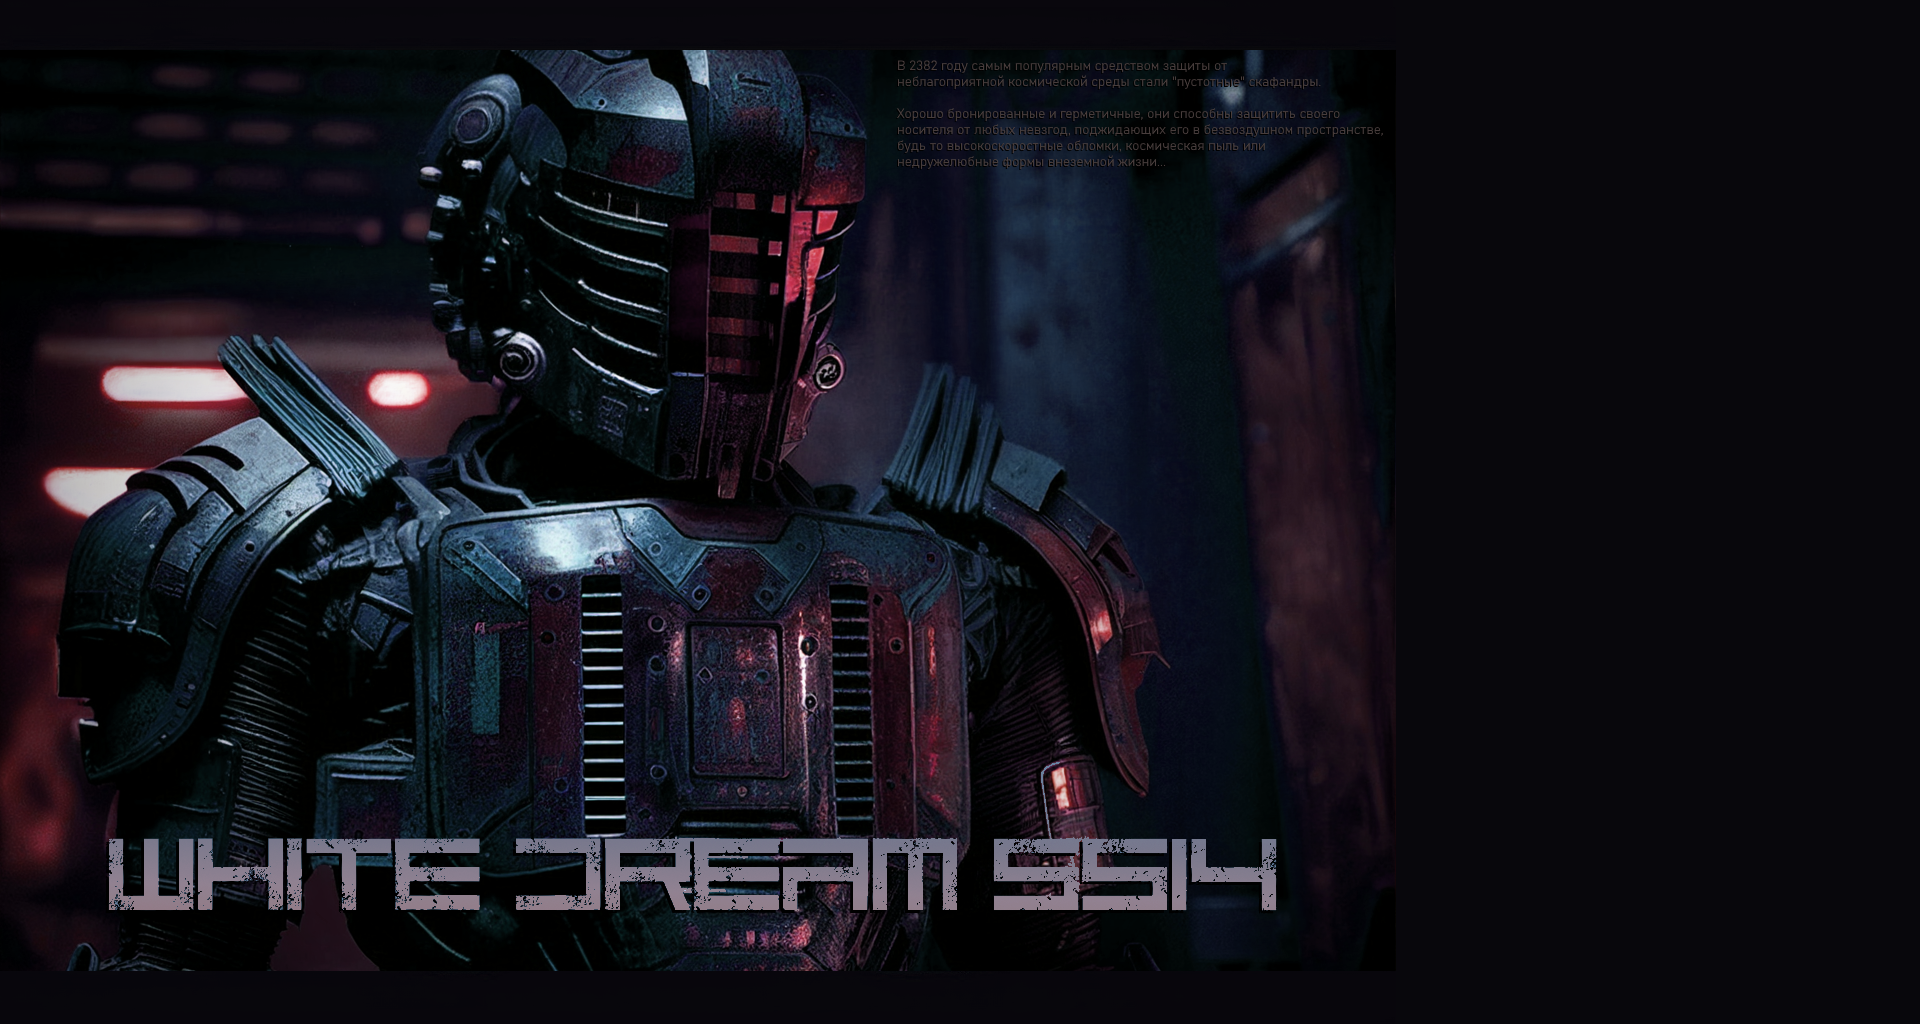 В 2382 году самым популярным средством защиты от
неблагоприятной космической среды стали "пустотные" скафандры.
Хорошо бронированные и герметичные, они способны защитить своего
носителя от любых невзгод, поджидающих его в безвоздушном пространстве,
будь то высокоскоростные обломки, космическая пыль или
недружелюбные формы внеземной жизни...
WHITE DREAM SS14